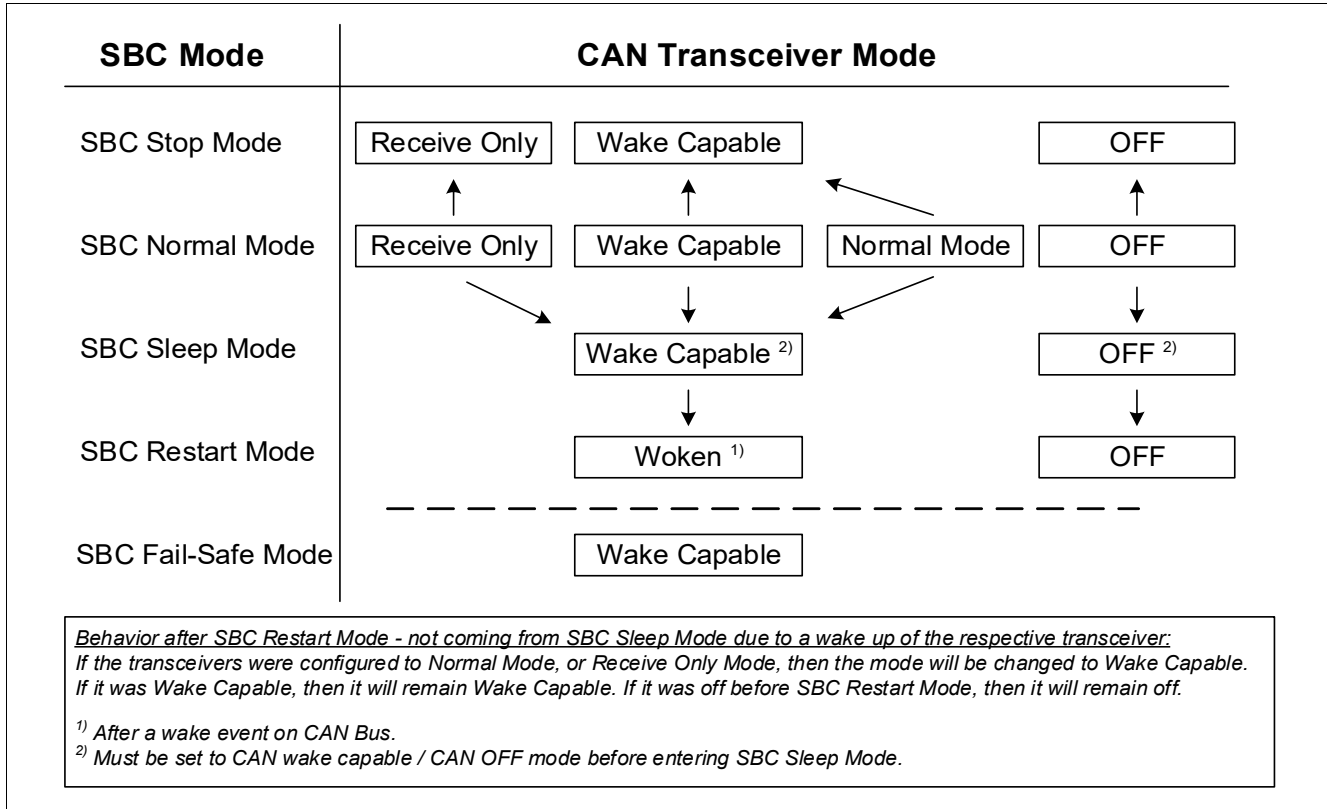 SBC Mode CAN Transceiver Mode
SBC Stop Mode Receive Only Wake Capable OFF
SBC Normal Mode Receive Only Wake Capable Normal Mode OFF
SBC Sleep Mode Wake Capable 2) OFF 2)
SBC Restart Mode Woken 1) OFF
SBC Fail-Safe Mode Wake Capable
Behavior after SBC Restart Mode - not coming from SBC Sleep Mode due to a wake up of the respective transceiver:
If the transceivers were configured to Normal Mode, or Receive Only Mode, then the mode will be changed to Wake Capable.
If it was Wake Capable, then it will remain Wake Capable. If it was off before SBC Restart Mode, then it will remain off.
1) After a wake event on CAN Bus.
2) Must be set to CAN wake capable / CAN OFF mode before entering SBC Sleep Mode.